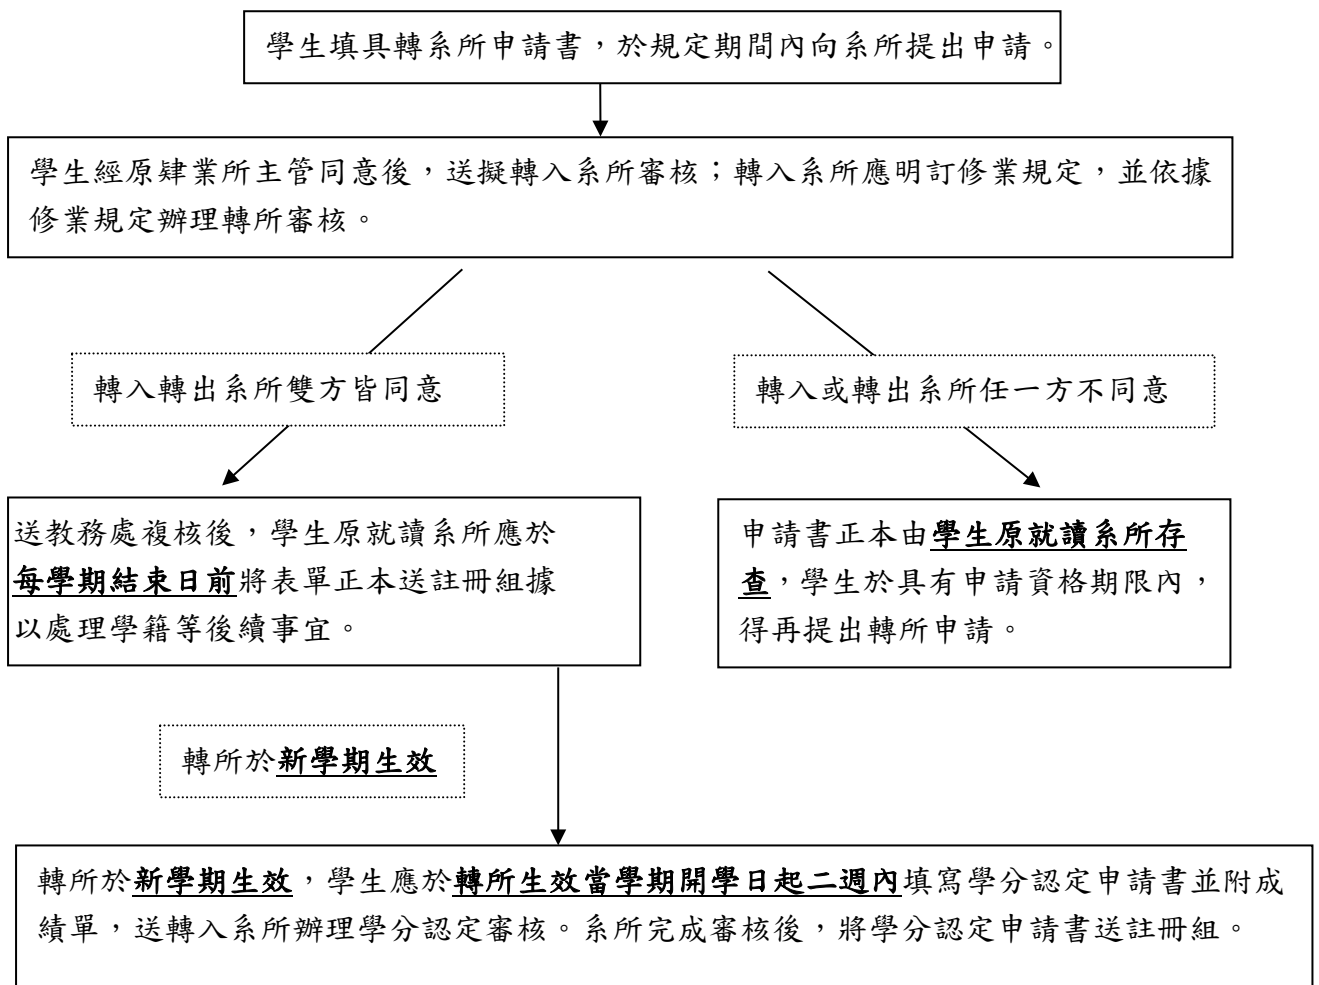 學生填具轉系所申請書，於規定期間內向系所提出申請。
學生經原肄業所主管同意後，送擬轉入系所審核；轉入系所應明訂修業規定，並依據
修業規定辦理轉所審核。
轉入轉出系所雙方皆同意
轉入或轉出系所任一方不同意
送教務處複核後，學生原就讀系所應於
每學期結束日前將表單正本送註冊組據
以處理學籍等後續事宜。
申請書正本由學生原就讀系所存
查，學生於具有申請資格期限內，
得再提出轉所申請。
轉所於新學期生效
轉所於新學期生效，學生應於轉所生效當學期開學日起二週內填寫學分認定申請書並附成
績單，送轉入系所辦理學分認定審核。系所完成審核後，將學分認定申請書送註冊組。